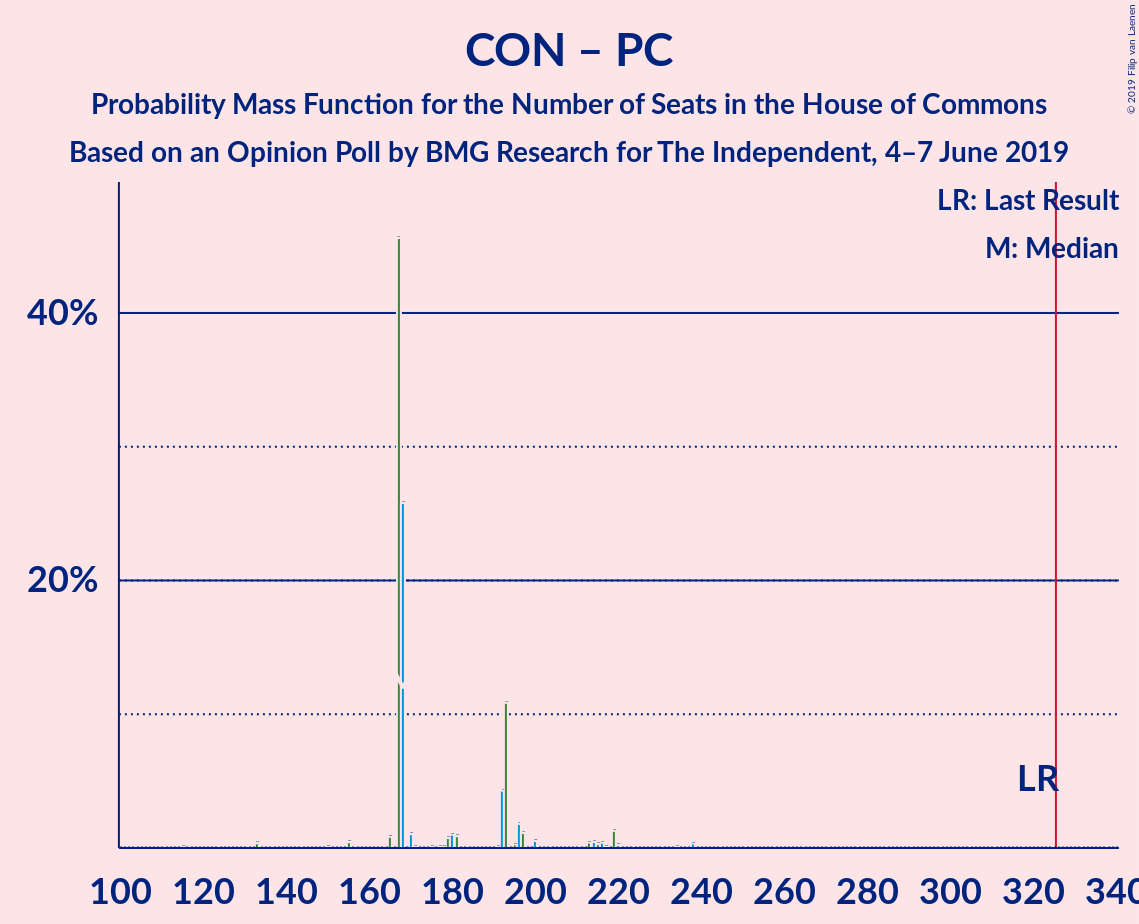 CON – PC
Probability Mass Function for the Number of Seats in the House of Commons
Based on an Opinion Poll by BMG Research for The Independent, 4–7 June 2019
© 2019 Filip van Laenen
LR: Last Result
M: Median
40%
20%
LR
100 120 140 160 180 200 220 240 260 280 300 320 340